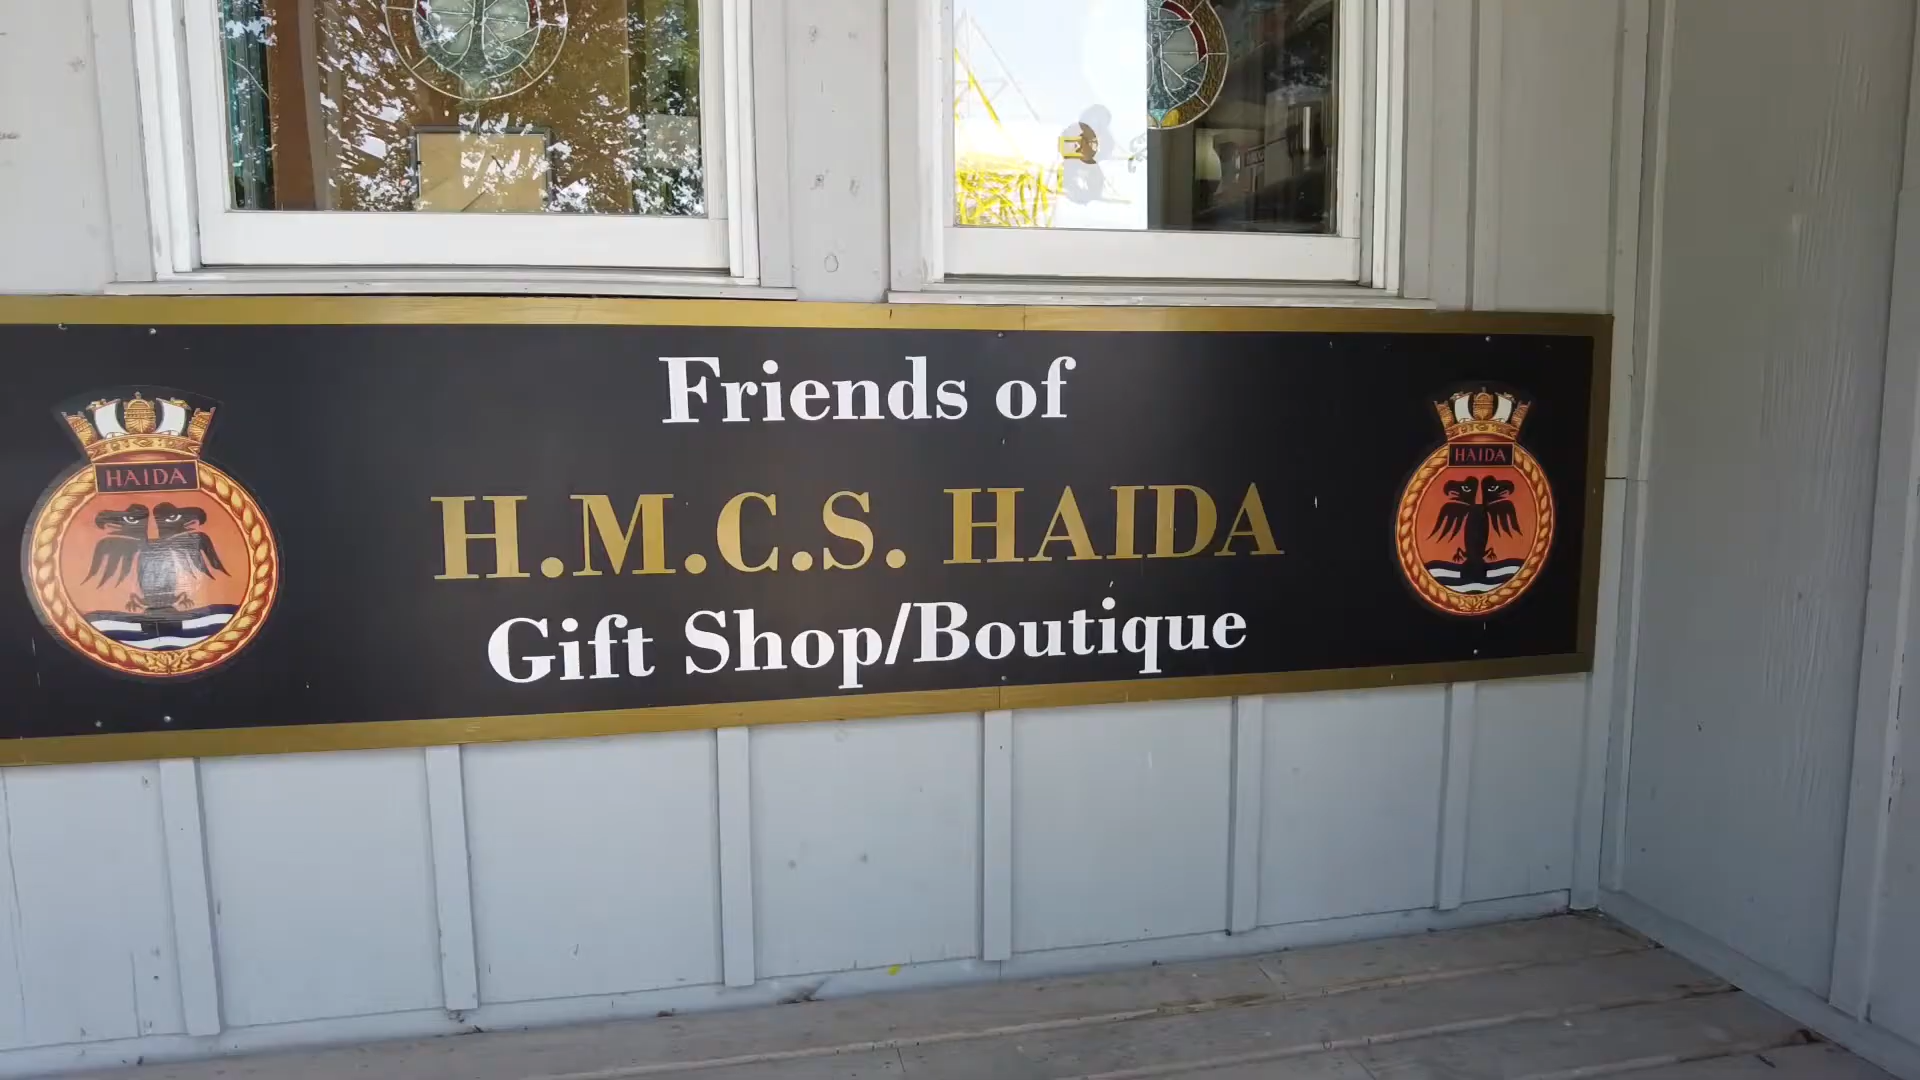 Friends of
HAIDA
H.M.C.S. HAIDA
HAIDA
Gift Shop/Boutique